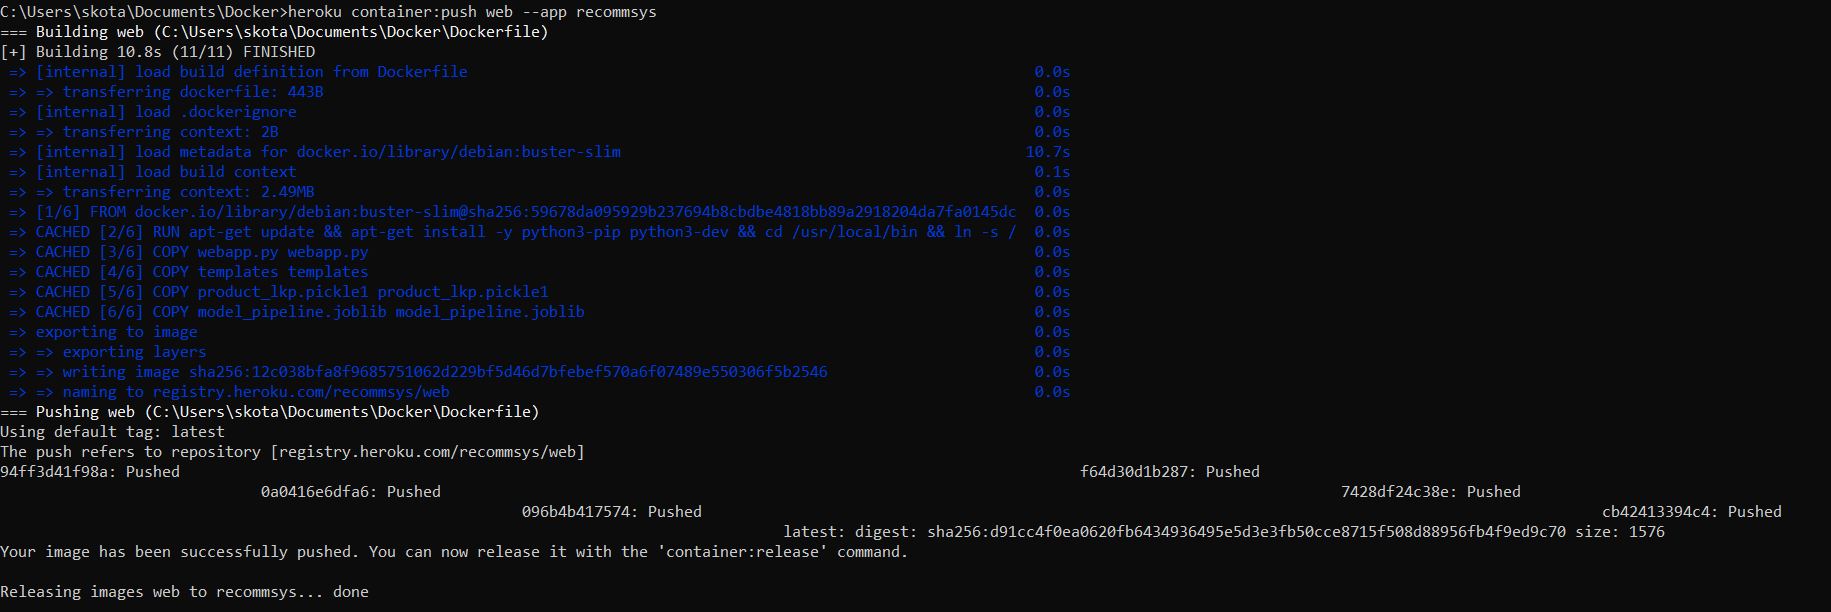 C:\Users\skota\Documents\Docker>heroku container:push web --app recommsys
=== Building web (C:\Users\skota\Documents\Docker\Dockerfile)
[+] Building 10.8s (11/11) FINISHED
=> [internal] load build definition from Dockerfile 0.0s
=> => transferring dockerfile: 443B 0.0s
=> [internal] load .dockerignore 0.0s
=> => transferring context: 2B 0.0s
=> [internal] load metadata for docker.io/library/debian:buster-slim 10.7s
=> [internal] load build context 0.1s
=> => transferring context: 2.49MB 0.0s
=> [1/6] FROM docker.io/library/debian:buster-slim@sha256:59678da095929b237694b8cbdbe4818bb89a2918204da7fa0145dc 0.0s
=> CACHED [2/6] RUN apt-get update && apt-get install -y python3-pip python3-dev && cd /usr/local/bin && ln -s / 0.0s
=> CACHED [3/6] COPY webapp.py webapp.py 0.0s
=> CACHED [4/6] COPY templates templates 0.0s
=> CACHED [5/6] COPY product_lkp.pickle1 product_lkp.pickle1 0.0s
=> CACHED [6/6] COPY model_pipeline.joblib model_pipeline.joblib 0.0s
=> exporting to image 0.0s
=> => exporting layers 0.0s
=> => writing image sha256:12c038bfa8f9685751062d229bf5d46d7bfebef570a6f07489e550306f5b2546 0.0s
=> => naming to registry.heroku.com/recommsys/web 0.0s
=== Pushing web (C:\Users\skota\Documents\Docker\Dockerfile)
Using default tag: latest
The push refers to repository [registry.heroku.com/recommsys/web]
94ff3d41f98a: Pushed f64d30d1b287: Pushed
0a0416e6dfa6: Pushed 7428df24c38e: Pushed
096b4b417574: Pushed cb42413394c4: Pushed
latest: digest: sha256:d91cc4f0ea0620fb6434936495e5d3e3fb50cce8715f508d88956fb4f9ed9c70 size: 1576
Your image has been successfully pushed. You can now release it with the 'container:release' command.
Releasing images web to recommsys... done